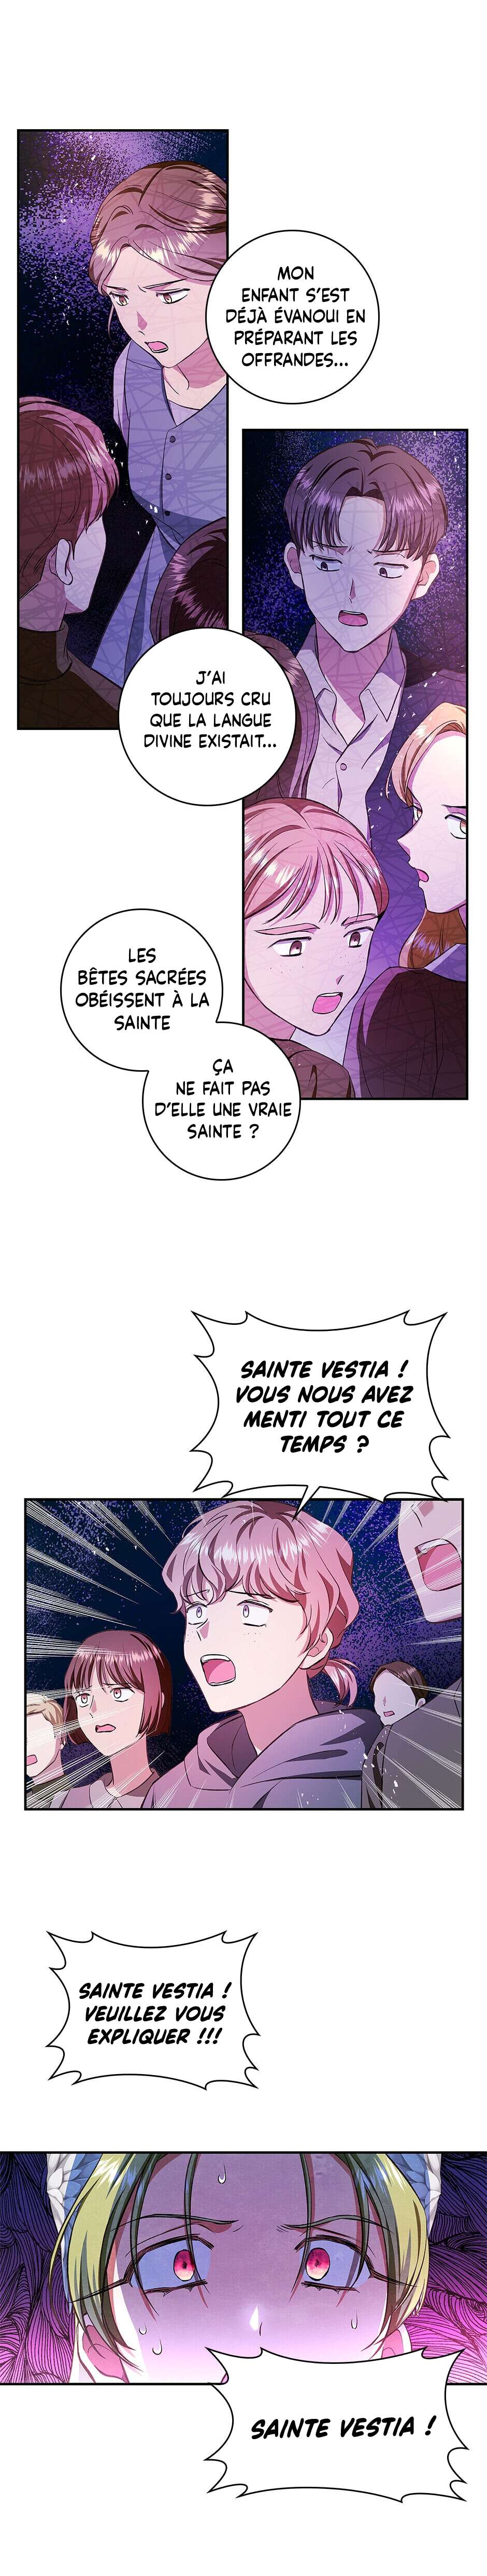 MON
ENFANT S'EST
DÉJÀ ÉVANOUI EN
PRÉPARANT LES
OFFRANDES...
J'AI
TOUJOURS CRU
QUE LA LANGUE
DIVINE EXISTAIT...
LES
BÊTES SACRÉES
OBÉISSENT À LA
SAINTE
ÇA
NE FAIT PAS
D'ELLE UNE VRAIE
SAINTE ?
SAINTE VESTIA !
VOUS NOUS AVEZ
MENTI TOUT CE
TEMPS ?
SAINTE VESTIA !
VEUILLEZ VOUS
EXPLIQUER !!!
SAINTE VESTIA !